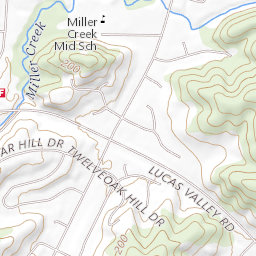 Miller
Creek
Mid Sch
Miller Creek
200
AR HILL DR
TWELVEOAK HILL DR
LUCAS VALLEY RD
200